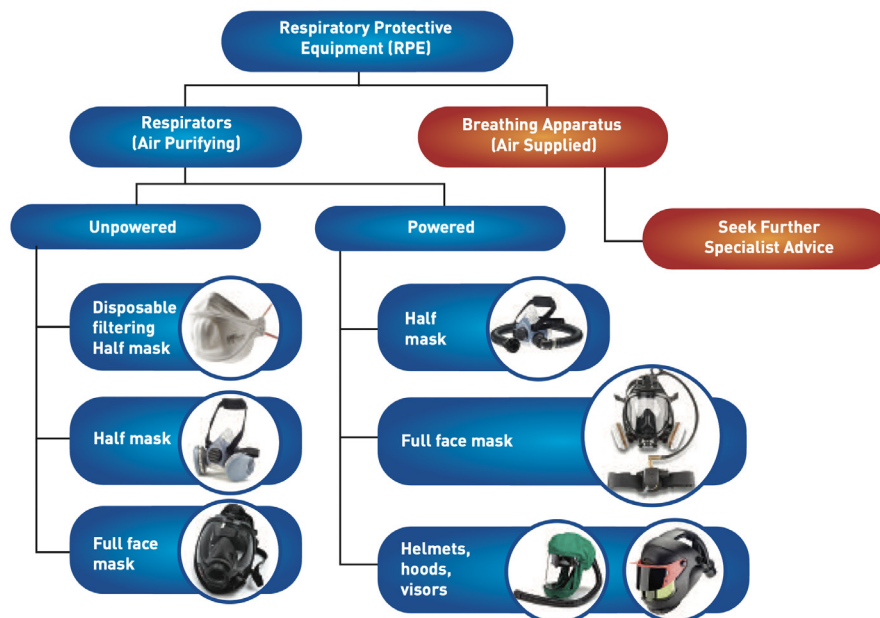 Respiratory Protective
Equipment (RPE)
Respirators
(Air Purifying)
Breathing Apparatus
(Air Supplied)
Unpowered
Powered
Seek Further
Specialist Advice
Disposable
filtering
Half mask
Half
mask
Half mask
Full face mask
Full face
mask
Helmets,
hoods,
visors